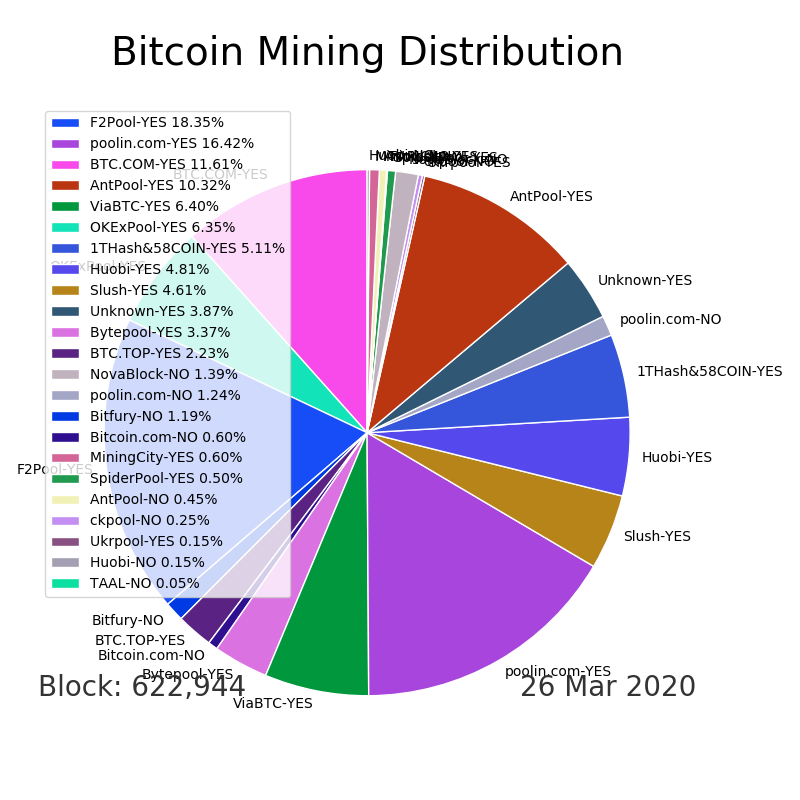 Bitcoin Mining Distribution
F2Pool-YES 18.35%
poolin.com-YES 16.42%
BTC.COM-YES 11.61%
AntPool-YES 10.32%
ViaBTC-YES 6.40%
OKExPool-YES 6.35%
1THash&58COIN-YES 5.11%
Huobi-YES 4.81%
Slush-YES 4.61%
Unknown-YES 3.87%
Bytepool-YES 3.37%
BTC.TOP-YES 2.23%
NovaBlock-NO 1.39%
poolin.com-NO 1.24%
Bitfury-NO 1.19%
Bitcoin.com-NO 0.60%
MiningCity-YES 0.60%
SpiderPool-YES 0.50%
AntPool-NO 0.45%
ckpool-NO 0.25%
Ukrpool-YES 0.15%
Huobi-NO 0.15%
TAAL-NO 0.05%
BTC.COM-YES
OKExPool-YES
F2Pool-YES
Bitfury-NO
BTC.TOP-YES
Bitcoin.com-NO
Bytepool-YES
ViaBTC-YES
poolin.com-YES
Slush-YES
Huobi-YES
1THash&58COIN-YES
poolin.com-NO
Unknown-YES
AntPool-YES
Block: 622,944
26 Mar 2020